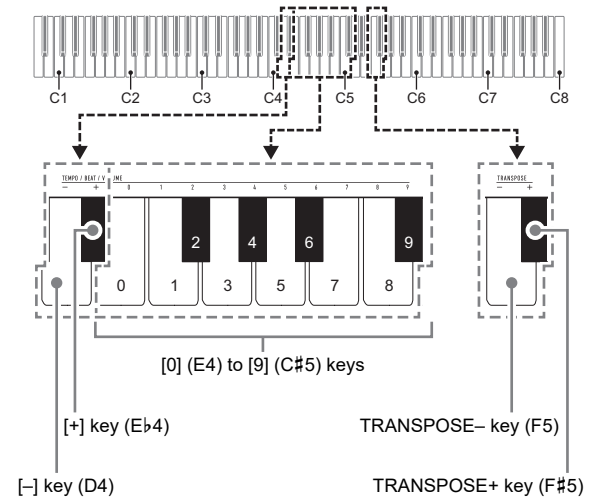 C1 C2 C3 C4 C5 C6 C7 C8
TEMPO / BEAT / V UME TRANSPOSE
− + 0 1 2 3 4 5 6 7 8 9 − +
2 4 6 9
0 1 3 5 7 8
[0] (E4) to [9] (C♯5) keys
[+] key (E♭4) TRANSPOSE– key (F5)
[–] key (D4) TRANSPOSE+ key (F♯5)